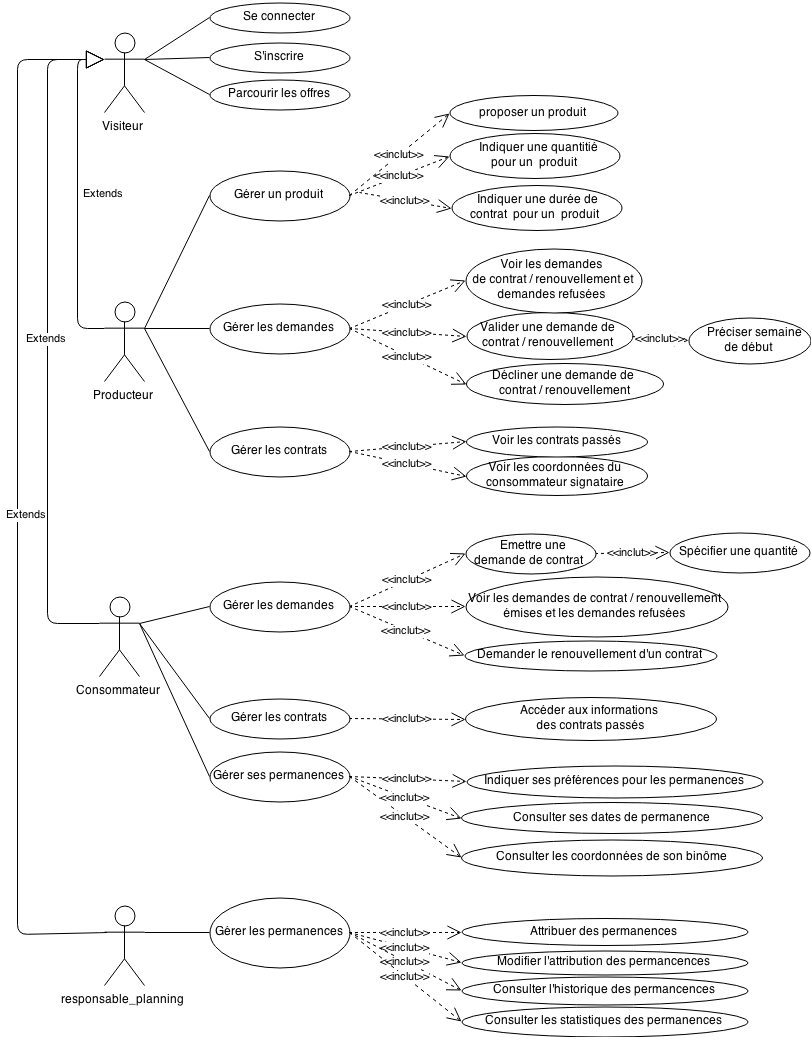 Se connecter
S'inscrire
Parcourir les offres
Visiteur
Extends
Gérer un produit
<<inclut>>
<<inclut>>
<<inclut>>
proposer un produit
Indiquer une quantitié
pour un produit
Indiquer une durée de
contrat pour un produit
Extends
Producteur
Gérer les demandes
<<inclut>>
<<inclut>>
<<inclut>>
Voir les demandes
de contrat / renouvellement et
demandes refusées
Valider une demande de
contrat / renouvellement
<<inclut>>
Préciser semaine
de début
Décliner une demande de
contrat / renouvellement
Gérer les contrats
<<inclut>>
<<inclut>>
Voir les contrats passés
Voir les coordonnées du
consommateur signataire
Extends
Consommateur
Gérer les demandes
<<inclut>>
<<inclut>>
<<inclut>>
Emettre une
demande de contrat
<<inclut>>
Spécifier une quantité
Voir les demandes de contrat / renouvellement
émises et les demandes refusées
Demander le renouvellement d'un contrat
Gérer les contrats
<<inclut>>
Accéder aux informations
des contrats passés
Gérer ses permanences
<<inclut>>
<<inclut>>
<<inclut>>
Indiquer ses préférences pour les permanences
Consulter ses dates de permanence
Consulter les coordonnées de son binôme
responsable_planning
Gérer les permanences
<<inclut>>
<<inclut>>
<<inclut>>
<<inclut>>
Attribuer des permanences
Modifier l'attribution des permancences
Consulter l'historique des permancences
Consulter les statistiques des permanences